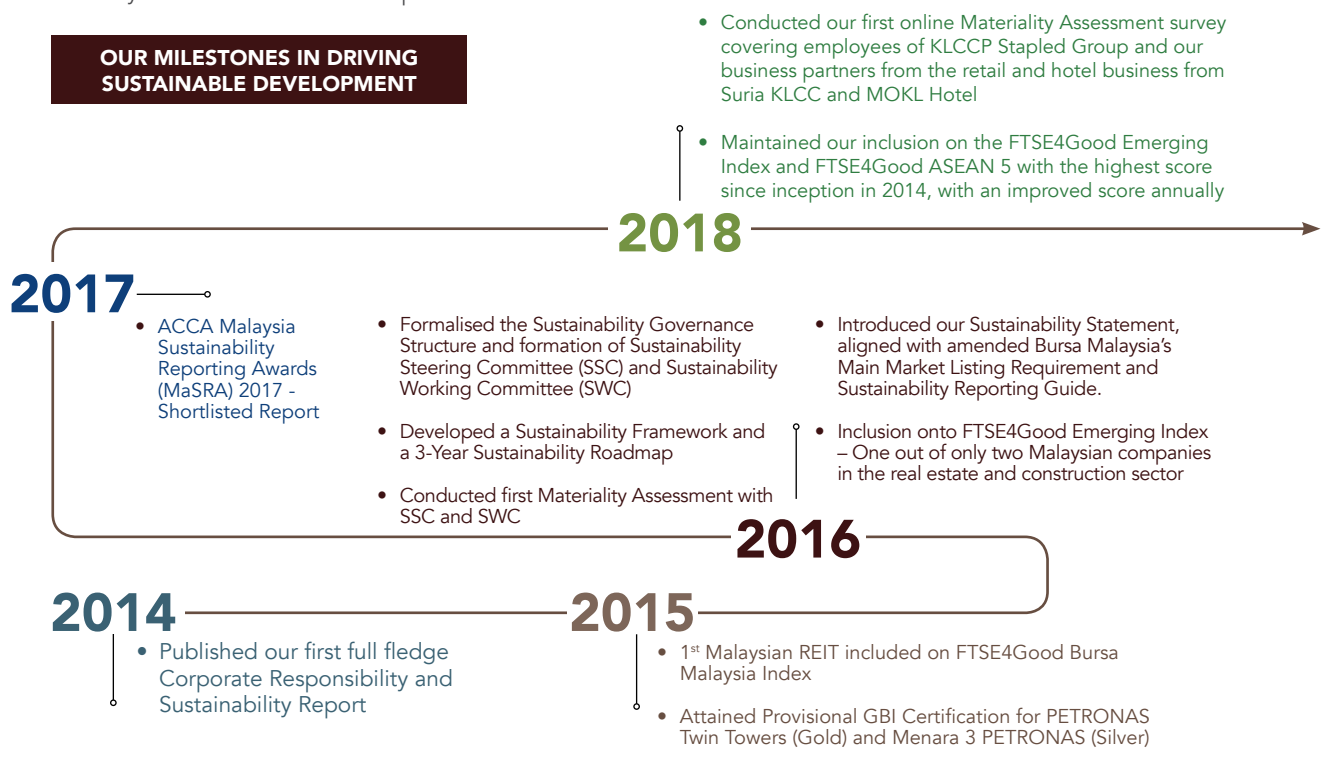 OUR MILESTONES IN DRIVING
SUSTAINABLE DEVELOPMENT
• Conducted our first online Materiality Assessment survey
covering employees of KLCCP Stapled Group and our
business partners from the retail and hotel business from
Suria KLCC and MOKL Hotel
• Maintained our inclusion on the FTSE4Good Emerging
Index and FTSE4Good ASEAN 5 with the highest score
since inception in 2014, with an improved score annually
2018
2017
• ACCA Malaysia
Sustainability
Reporting Awards
(MaSRA) 2017 -
Shortlisted Report
• Formalised the Sustainability Governance
Structure and formation of Sustainability
Steering Committee (SSC) and Sustainability
Working Committee (SWC)
• Developed a Sustainability Framework and
a 3-Year Sustainability Roadmap
• Conducted first Materiality Assessment with
SSC and SWC
• Introduced our Sustainability Statement,
aligned with amended Bursa Malaysia’s
Main Market Listing Requirement and
Sustainability Reporting Guide.
• Inclusion onto FTSE4Good Emerging Index
– One out of only two Malaysian companies
in the real estate and construction sector
2016
2014
• Published our first full fledge
Corporate Responsibility and
Sustainability Report
2015
• 1st Malaysian REIT included on FTSE4Good Bursa
Malaysia Index
• Attained Provisional GBI Certification for PETRONAS
Twin Towers (Gold) and Menara 3 PETRONAS (Silver)